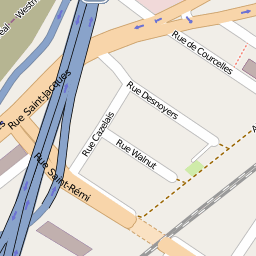 Rue de Courcelles
Rue Saint-Jacques
Rue Desnoyers
Rue Cazelais
Rue Walnut
Rue Saint-Rémi